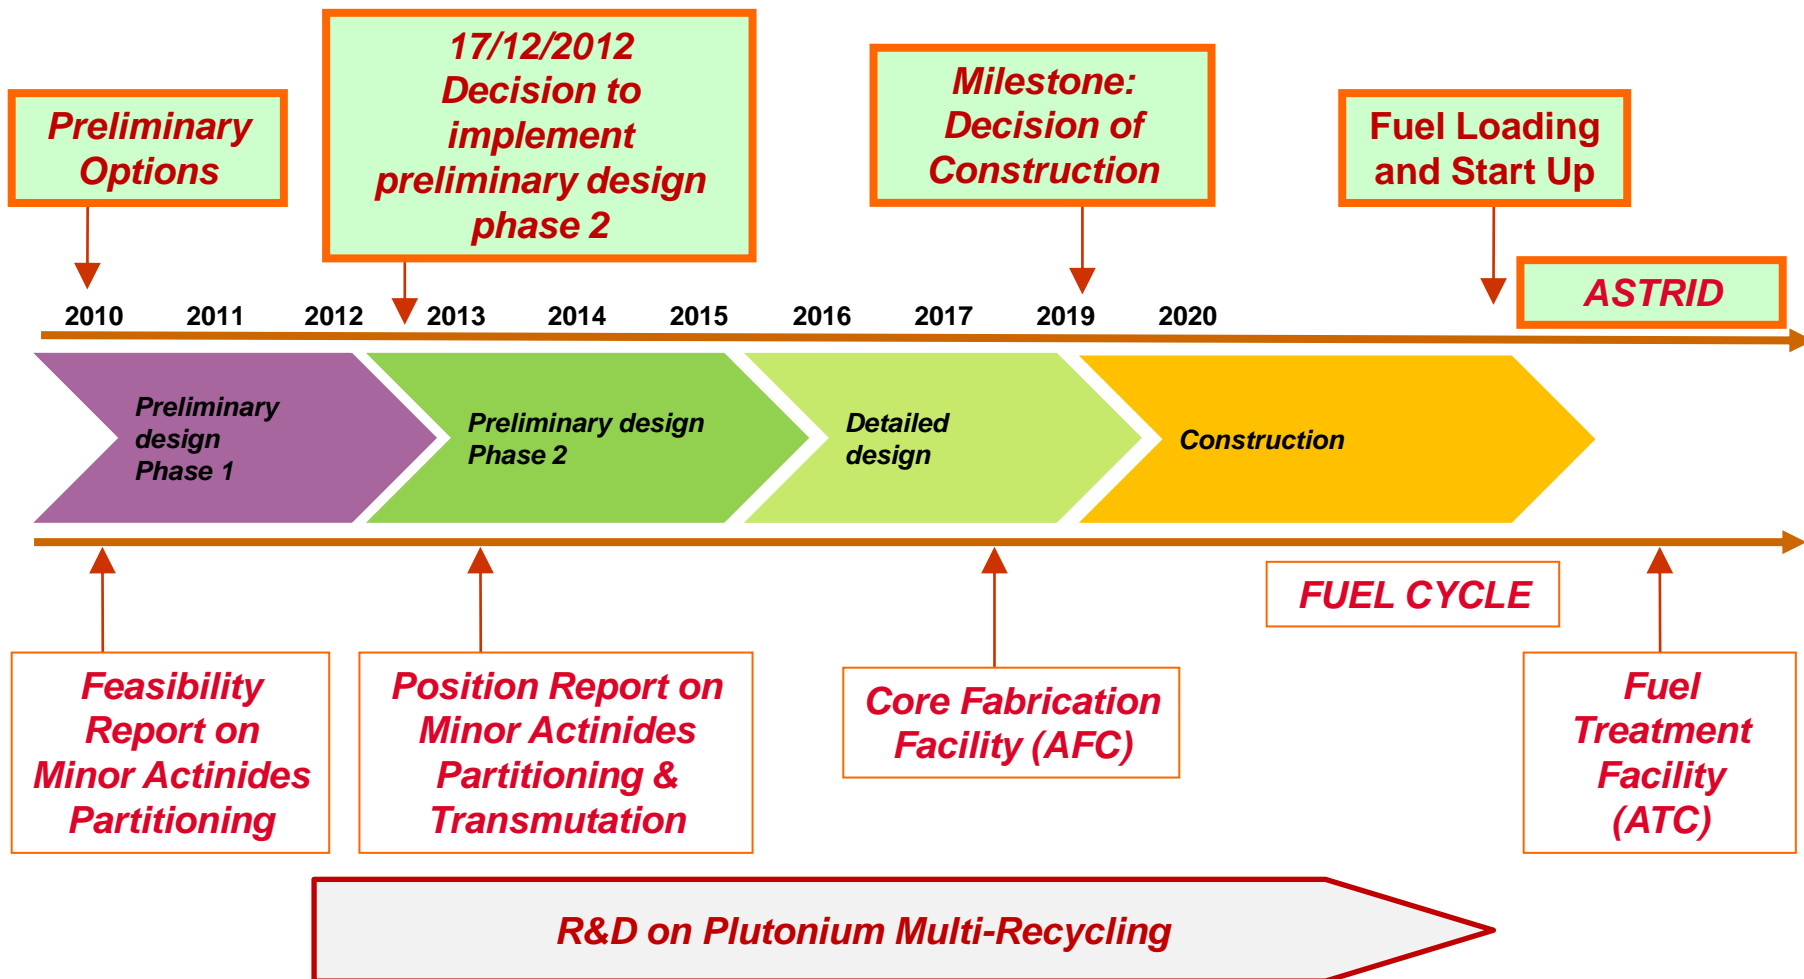 Preliminary
Options
17/12/2012
Decision to
implement
preliminary design
phase 2
Milestone:
Decision of
Construction
Fuel Loading
and Start Up
ASTRID
2010 2011 2012 2013 2014 2015 2016 2017 2019 2020
Preliminary
design
Phase 1
Preliminary design
Phase 2
Detailed
design
Construction
FUEL CYCLE
Feasibility
Report on
Minor Actinides
Partitioning
Position Report on
Minor Actinides
Partitioning &
Transmutation
Core Fabrication
Facility (AFC)
Fuel
Treatment
Facility
(ATC)
R&D on Plutonium Multi-Recycling